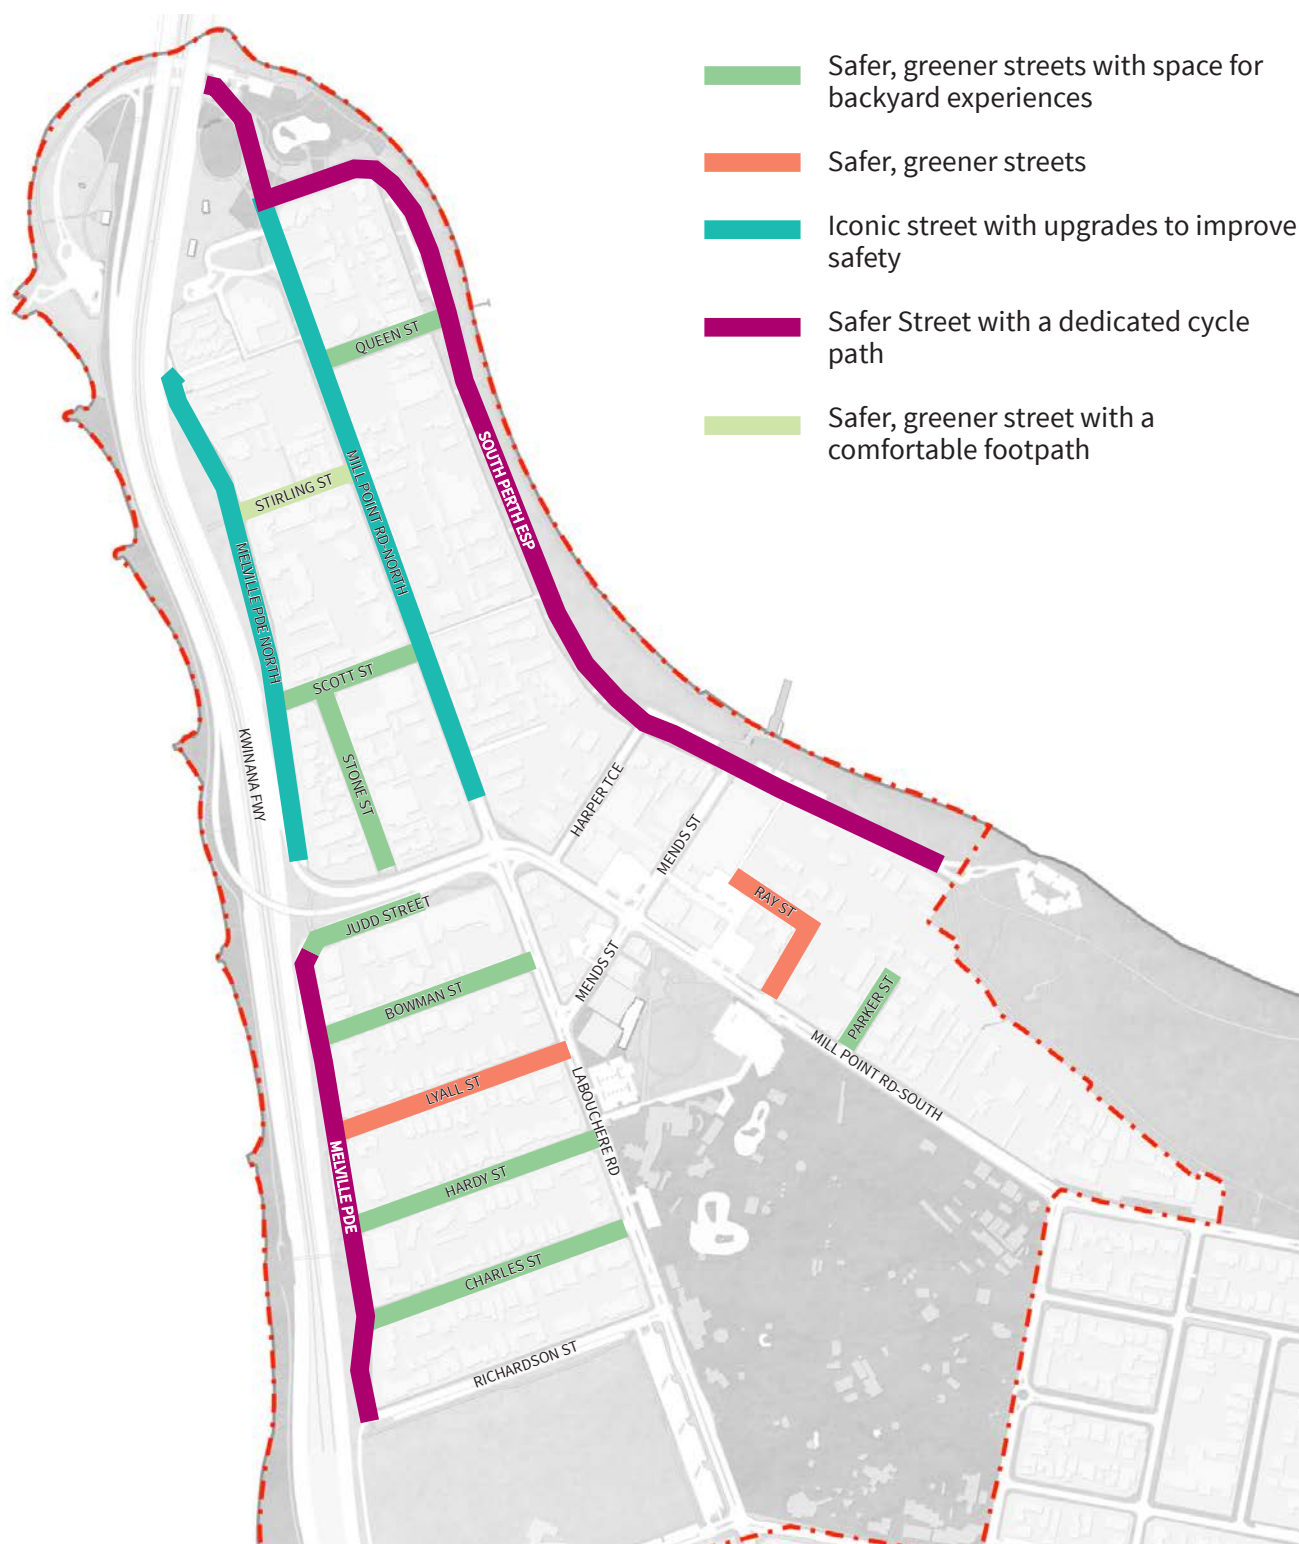 Safer, greener streets with space for
backyard experiences
Safer, greener streets
Iconic street with upgrades to improve
safety
Safer Street with a dedicated cycle
path
Safer, greener street with a
comfortable footpath
QUEEN ST
SOUTH PERTH ESP
MILL POINT RD-NORTH
STIRLING ST
MELVILLE PDE NORTH
SCOTT ST
STONE ST
KWINANA FWY
HARPER TCE
MENDS ST
RAY ST
JUDD STREET
MENDS ST
BOWMAN ST
PARKER ST
MILL POINT RD-SOUTH
LYALL ST
LABOUCHERE RD
MELVILLE PDE
HARDY ST
CHARLES ST
RICHARDSON ST